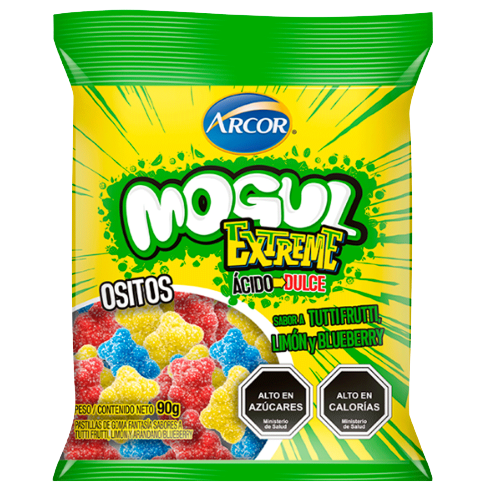 ARCOR
MOGUL
EXTREME
ÁCIDO DULCE
OSITOS
SABOR A TUTTI FRUTTI,
LIMÓN y BLUEBERRY
ALTO EN
AZÚCARES
Ministerio
de Salud
ALTO EN
CALORÍAS
Ministerio
de Salud
PESO / CONTENIDO NETO 90g
PASTILLAS DE GOMA FANTASÍA SABORES A
TUTTI FRUTTI, LIMÓN Y ARÁNDANO/BLUEBERRY